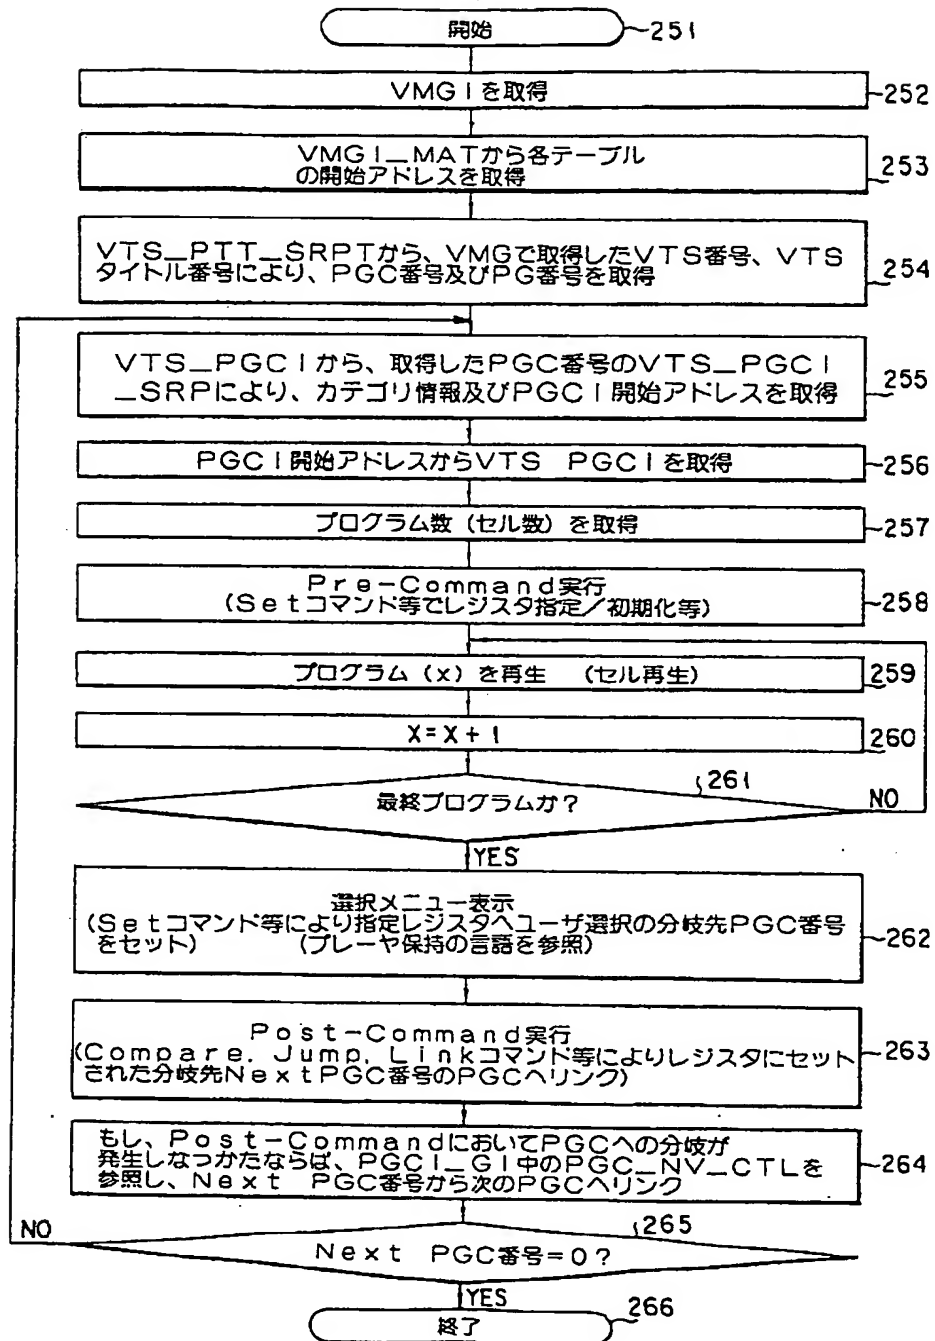 開始 251
VMGIを取得 252
VMGI_MATから各テーブル
の開始アドレスを取得 253
VTS_PTT_SRPTから、VMGで取得したVTS番号、VTS
タイトル番号により、PGC番号及びPG番号を取得 254
VTS_PGCIから、取得したPGC番号のVTS_PGCI
_SRPにより、カテゴリ情報及びPGCI開始アドレスを取得 255
PGCI開始アドレスからVTS PGCIを取得 256
プログラム数(セル数)を取得 257
Pre-Command実行
(Setコマンド等でレジスタ指定/初期化等) 258
プログラム(x)を再生 (セル再生) 259
X=X+1 260
261
最終プログラムか? NO
YES
選択メニュー表示
(Setコマンド等により指定レジスタへユーザ選択の分岐先PGC番号
をセット) (プレーヤ保持の言語を参照) 262
Post-Command実行
(Compare, Jump, Linkコマンド等によりレジスタにセット
された分岐先NextPGC番号のPGCへリンク) 263
もし、Post-CommandにおいてPGCへの分岐が
発生しなつかたならば、PGCI_GI中のPGC_NV_CTLを
参照し、Next PGC番号から次のPGCへリンク 264
NO 265
Next PGC番号=0?
YES
終了 266